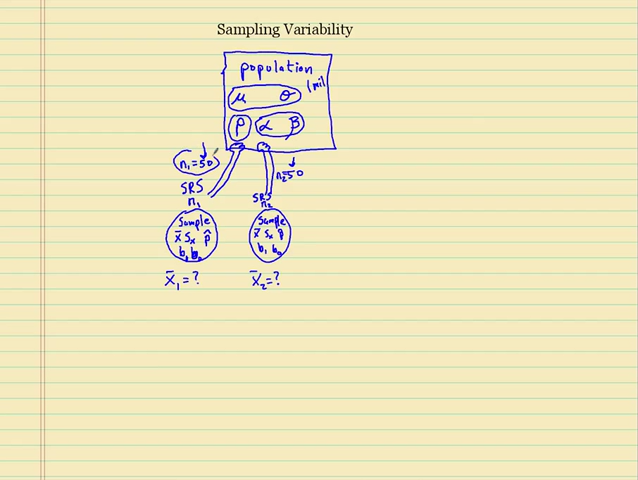 Sampling Variability
population
1 mil
μ σ
p α β
n₁=50
n₂=50
SRS
n₁
SRS
n₂
Sample
x̄ Sx p̂
b₁ b₀
Sample
x̄ Sx p̂
b₁ b₀
x̄₁=?
x̄₂=?